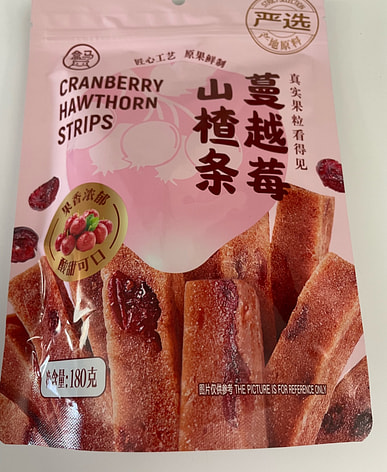 严选
产地原料
盒马
匠心工艺 原果鲜制
CRANBERRY
HAWTHORN
STRIPS
蔓越莓
山楂条
真实果粒看得见
果香浓郁
酸甜可口
净含量:180克
图片仅供参考 THE PICTURE IS FOR REFERENCE ONLY